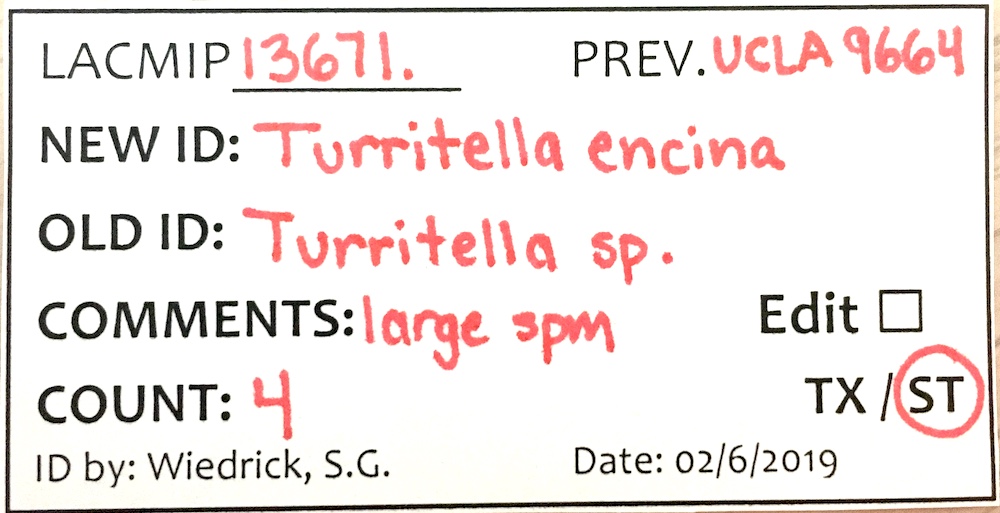 LACMIP 13671. PREV. UCLA 9664
NEW ID: Turritella encina
OLD ID: Turritella sp.
COMMENTS: large spm Edit
COUNT: 4 TX / ST
ID by: Wiedrick, S.G. Date: 02/6/2019